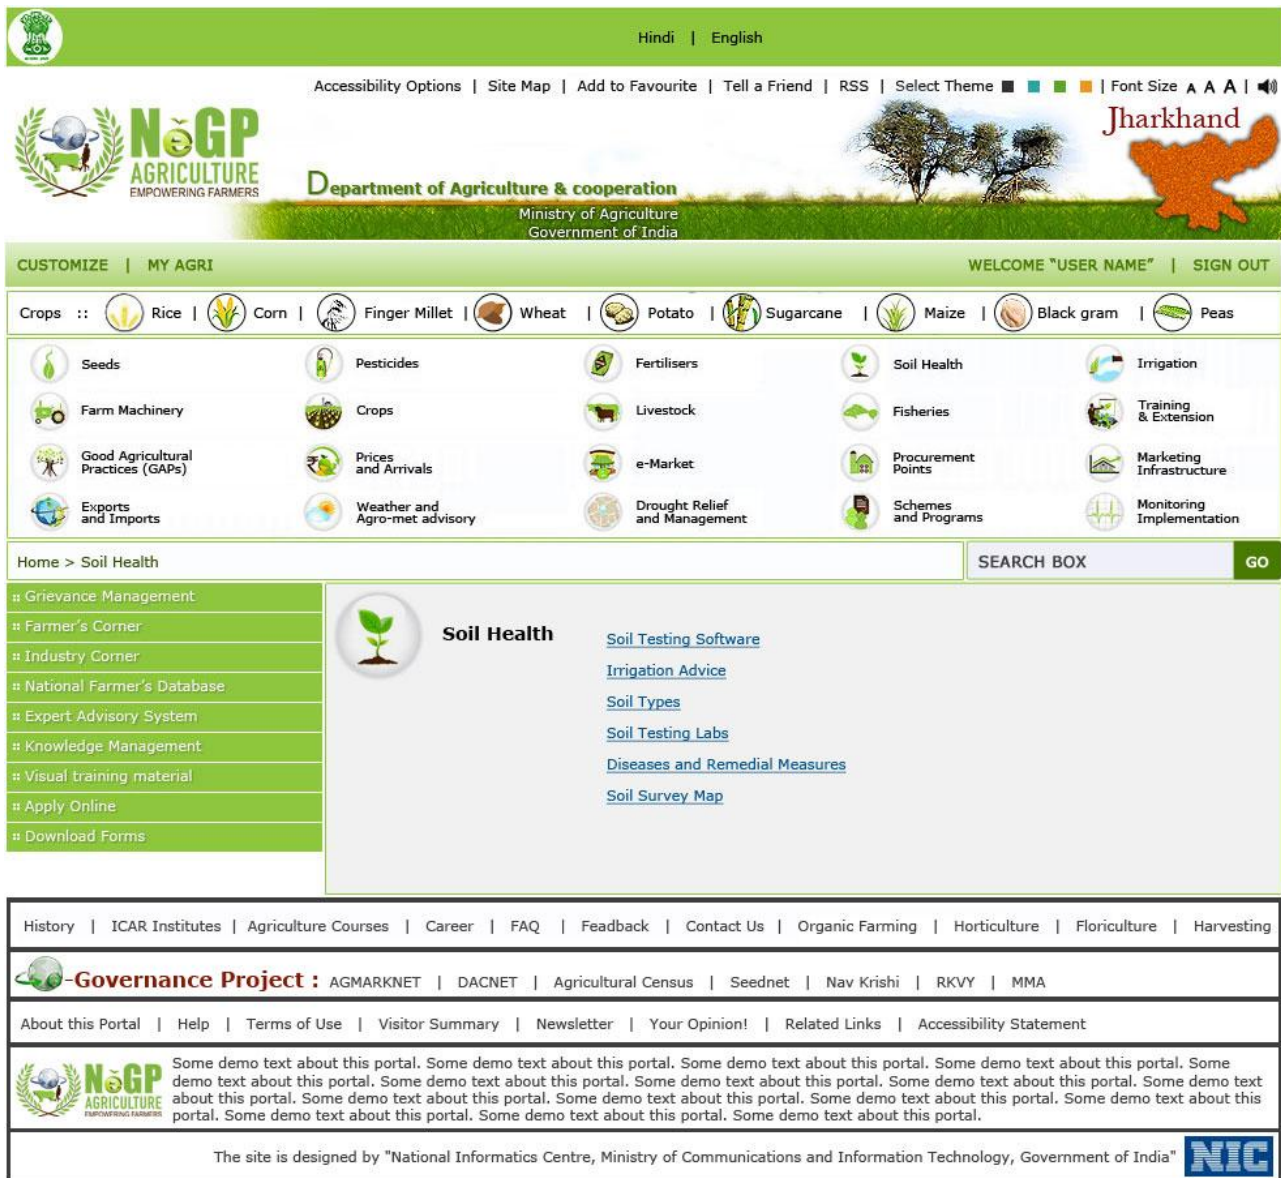 Hindi | English
Accessibility Options | Site Map | Add to Favourite | Tell a Friend | RSS | Select Theme | Font Size A A A |
Jharkhand
NeGP
AGRICULTURE
EMPOWERING FARMERS
Department of Agriculture & cooperation
Ministry of Agriculture
Government of India
CUSTOMIZE | MY AGRI
WELCOME "USER NAME" | SIGN OUT
Crops :: Rice | Corn | Finger Millet | Wheat | Potato | Sugarcane | Maize | Black gram | Peas
Seeds
Pesticides
Fertilisers
Soil Health
Irrigation
Farm Machinery
Crops
Livestock
Fisheries
Training
& Extension
Good Agricultural
Practices (GAPs)
Prices
and Arrivals
e-Market
Procurement
Points
Marketing
Infrastructure
Exports
and Imports
Weather and
Agro-met advisory
Drought Relief
and Management
Schemes
and Programs
Monitoring
Implementation
Home > Soil Health
SEARCH BOX
GO
:: Grievance Management
:: Farmer's Corner
:: Industry Corner
:: National Farmer's Database
:: Expert Advisory System
:: Knowledge Management
:: Visual training material
:: Apply Online
:: Download Forms
Soil Health
Soil Testing Software
Irrigation Advice
Soil Types
Soil Testing Labs
Diseases and Remedial Measures
Soil Survey Map
History | ICAR Institutes | Agriculture Courses | Career | FAQ | Feadback | Contact Us | Organic Farming | Horticulture | Floriculture | Harvesting
e-Governance Project : AGMARKNET | DACNET | Agricultural Census | Seednet | Nav Krishi | RKVY | MMA
About this Portal | Help | Terms of Use | Visitor Summary | Newsletter | Your Opinion! | Related Links | Accessibility Statement
NeGP
AGRICULTURE
EMPOWERING FARMERS
Some demo text about this portal. Some demo text about this portal. Some demo text about this portal. Some demo text about this portal. Some
demo text about this portal. Some demo text about this portal. Some demo text about this portal. Some demo text about this portal. Some demo text
about this portal. Some demo text about this portal. Some demo text about this portal. Some demo text about this portal. Some demo text about this
portal. Some demo text about this portal. Some demo text about this portal. Some demo text about this portal.
The site is designed by "National Informatics Centre, Ministry of Communications and Information Technology, Government of India"
NIC